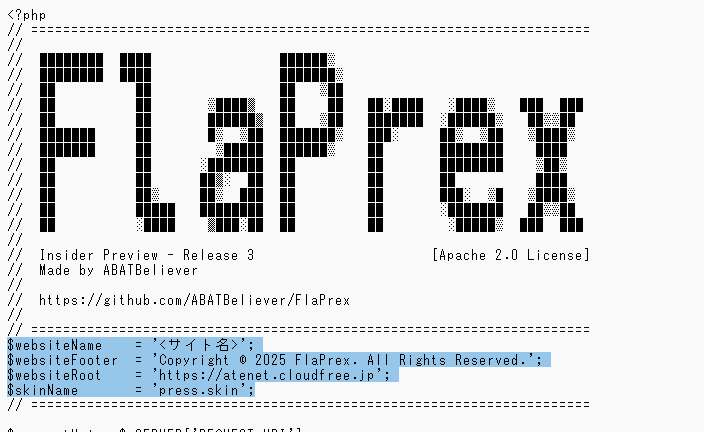 <?php
// ======================================================================
//
// FlaPrex
//
//  Insider Preview - Release 3                      [Apache 2.0 License]
//  Made by ABATBeliever
//
//  https://github.com/ABATBeliever/FlaPrex
//
// ======================================================================
$websiteName    = '<サイト名>';
$websiteFooter  = 'Copyright © 2025 FlaPrex. All Rights Reserved.';
$websiteRoot    = 'https://atenet.cloudfree.jp';
$skinName       = 'press.skin';
// ======================================================================